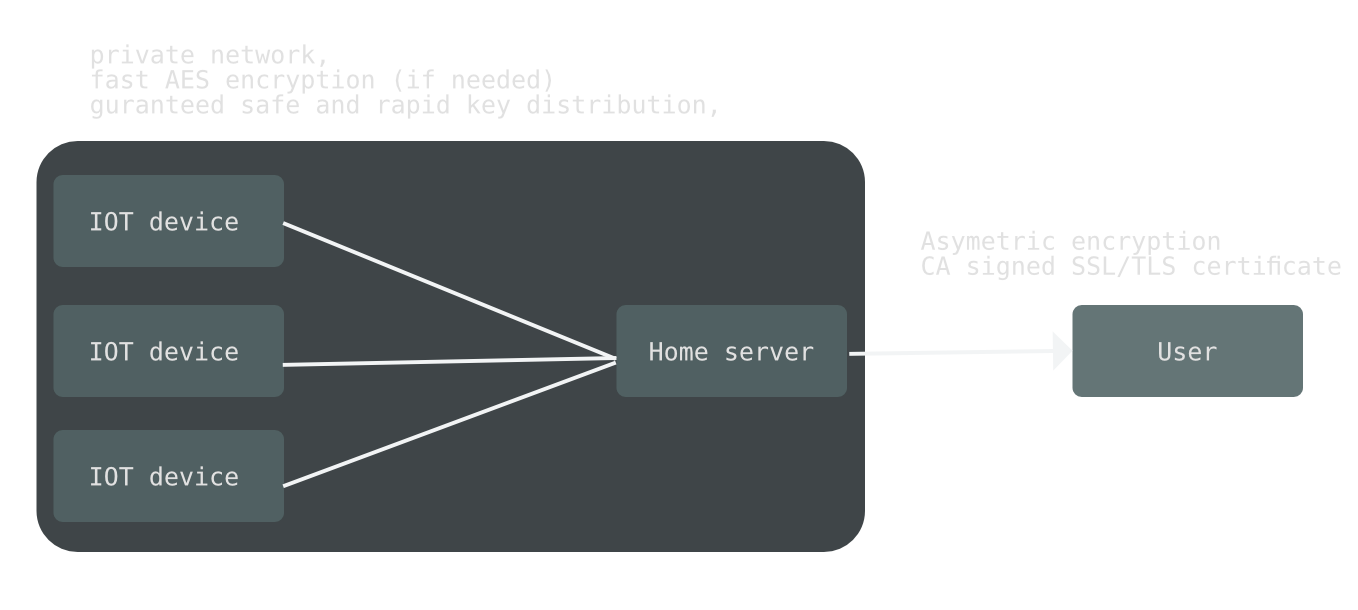 private network,
fast AES encryption (if needed)
guranteed safe and rapid key distribution,
IOT device
Asymetric encryption
CA signed SSL/TLS certificate
IOT device
Home server
User
IOT device